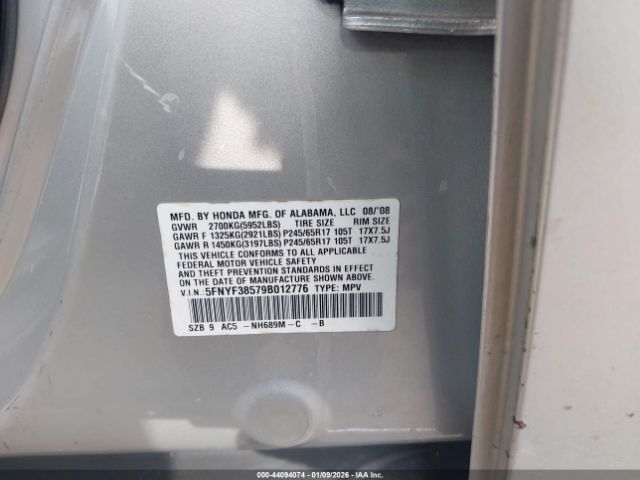 MFD. BY HONDA MFG. OF ALABAMA, LLC 08/'08
GVWR 2700KG(5952LBS) TIRE SIZE RIM SIZE
GAWR F 1325KG(2921LBS) P245/65R17 105T 17X7.5J
GAWR R 1450KG(3197LBS) P245/65R17 105T 17X7.5J
THIS VEHICLE CONFORMS TO ALL APPLICABLE
FEDERAL MOTOR VEHICLE SAFETY
AND THEFT PREVENTION STANDARDS IN EFFECT ON THE
DATE OF MANUFACTURE SHOWN ABOVE.
V.I.N.: 5FNYF38579B012776 TYPE: MPV
SZB 9 AC5 -NH689M-C -B
000-44094074 | 01/09/2026 | IAAI.COM